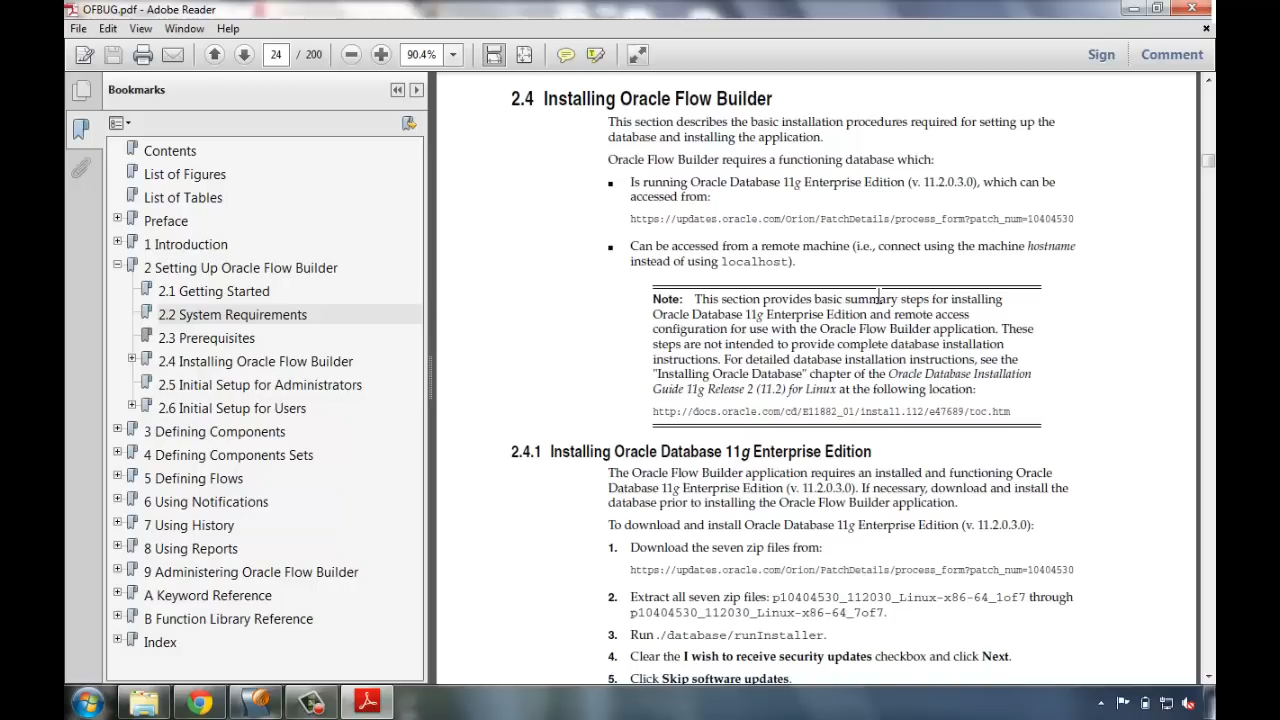 OFBUG.pdf - Adobe Reader
File Edit View Window Help
24 / 200 90.4% Sign Comment
Bookmarks
Contents
List of Figures
List of Tables
Preface
1 Introduction
2 Setting Up Oracle Flow Builder
2.1 Getting Started
2.2 System Requirements
2.3 Prerequisites
2.4 Installing Oracle Flow Builder
2.5 Initial Setup for Administrators
2.6 Initial Setup for Users
3 Defining Components
4 Defining Components Sets
5 Defining Flows
6 Using Notifications
7 Using History
8 Using Reports
9 Administering Oracle Flow Builder
A Keyword Reference
B Function Library Reference
Index
2.4 Installing Oracle Flow Builder
This section describes the basic installation procedures required for setting up the
database and installing the application.
Oracle Flow Builder requires a functioning database which:
■ Is running Oracle Database 11g Enterprise Edition (v. 11.2.0.3.0), which can be
accessed from:
https://updates.oracle.com/Orion/PatchDetails/process_form?patch_num=10404530
■ Can be accessed from a remote machine (i.e., connect using the machine hostname
instead of using localhost).
Note: This section provides basic summary steps for installing
Oracle Database 11g Enterprise Edition and remote access
configuration for use with the Oracle Flow Builder application. These
steps are not intended to provide complete database installation
instructions. For detailed database installation instructions, see the
"Installing Oracle Database" chapter of the Oracle Database Installation
Guide 11g Release 2 (11.2) for Linux at the following location:
http://docs.oracle.com/cd/E11882_01/install.112/e47689/toc.htm
2.4.1 Installing Oracle Database 11g Enterprise Edition
The Oracle Flow Builder application requires an installed and functioning Oracle
Database 11g Enterprise Edition (v. 11.2.0.3.0). If necessary, download and install the
database prior to installing the Oracle Flow Builder application.
To download and install Oracle Database 11g Enterprise Edition (v. 11.2.0.3.0):
1. Download the seven zip files from:
https://updates.oracle.com/Orion/PatchDetails/process_form?patch_num=10404530
2. Extract all seven zip files: p10404530_112030_Linux-x86-64_1of7 through
p10404530_112030_Linux-x86-64_7of7.
3. Run ./database/runInstaller.
4. Clear the I wish to receive security updates checkbox and click Next.
5. Click Skip software updates.